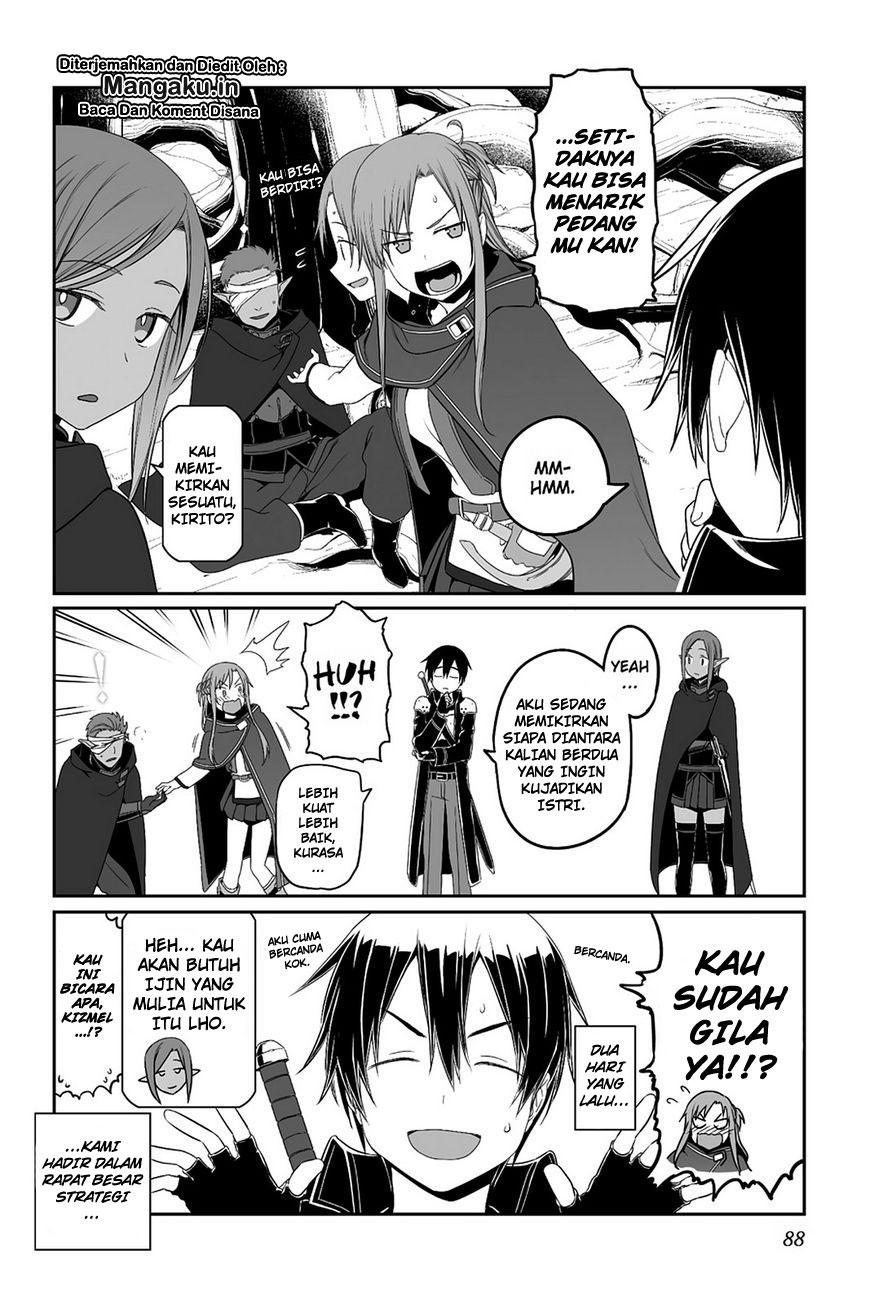 Diterjemahkan dan Diedit Oleh:
Mangaku.in
Baca Dan Koment Disana
...SETI-
DAKNYA
KAU BISA
MENARIK
PEDANG
MU KAN!
KAU BISA
BERDIRI?
MM-
HMM.
KAU
MEMI-
KIRKAN
SESUATU,
KIRITO?
YEAH
...
AKU SEDANG
MEMIKIRKAN
SIAPA DIANTARA
KALIAN BERDUA
YANG INGIN
KUJADIKAN
ISTRI.
HUH
!!?
LEBIH
KUAT
LEBIH
BAIK,
KURASA
...
KAU
SUDAH
GILA
YA!!?
BERCANDA.
AKU CUMA
BERCANDA
KOK.
HEH... KAU
AKAN BUTUH
IJIN YANG
MULIA UNTUK
ITU LHO.
KAU
INI
BICARA
APA,
KIZMEL
...!?
DUA
HARI
YANG
LALU...
...KAMI
HADIR DALAM
RAPAT BESAR
STRATEGI
...
88